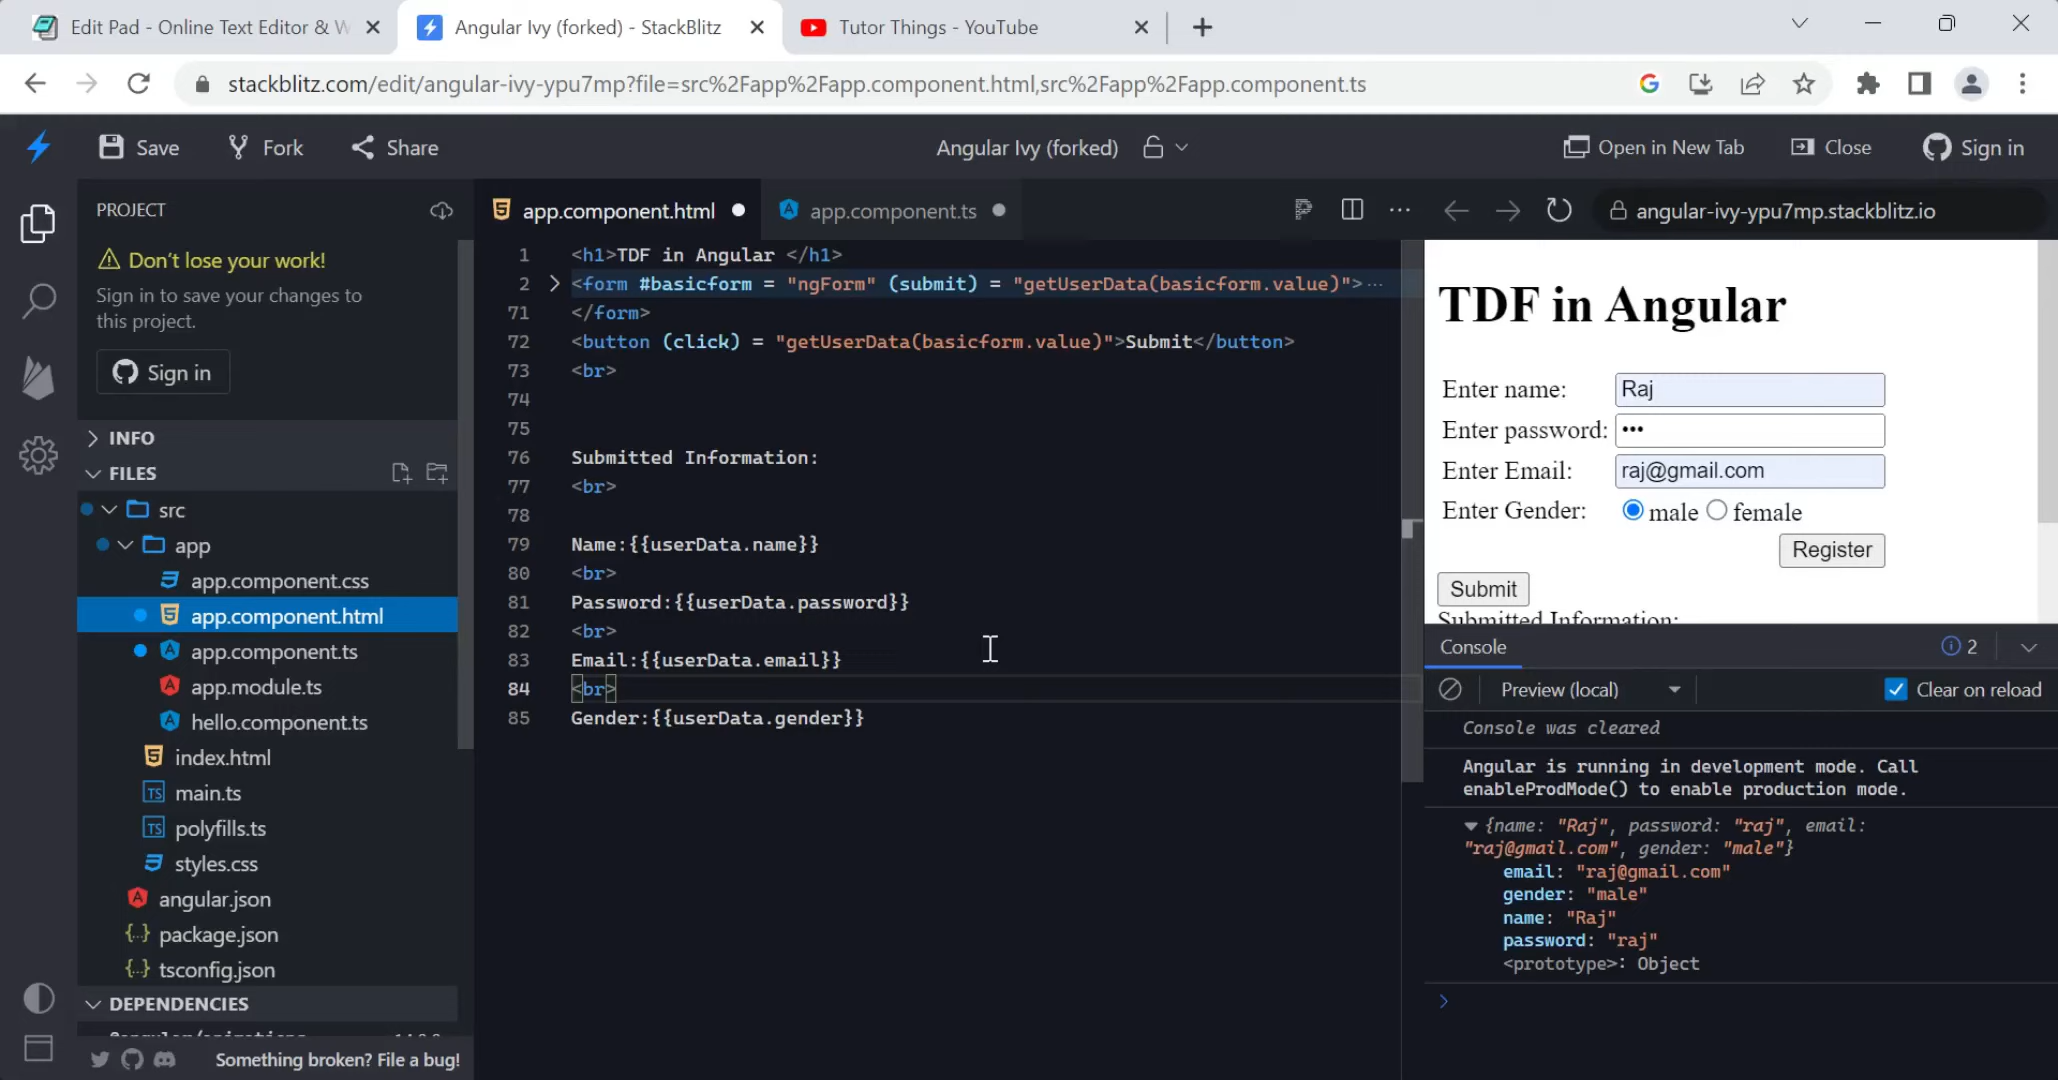 Edit Pad - Online Text Editor & W
Angular Ivy (forked) - StackBlitz
Tutor Things - YouTube
stackblitz.com/edit/angular-ivy-ypu7mp?file=src%2Fapp%2Fapp.component.html,src%2Fapp%2Fapp.component.ts
Save
Fork
Share
Angular Ivy (forked)
Open in New Tab
Close
Sign in
PROJECT
Don't lose your work!
Sign in to save your changes to
this project.
Sign in
INFO
FILES
src
app
app.component.css
app.component.html
app.component.ts
app.module.ts
hello.component.ts
index.html
main.ts
polyfills.ts
styles.css
angular.json
package.json
tsconfig.json
DEPENDENCIES
Something broken? File a bug!
app.component.html
app.component.ts
1 <h1>TDF in Angular </h1>
2 <form #basicform = "ngForm" (submit) = "getUserData(basicform.value)">...
71 </form>
72 <button (click) = "getUserData(basicform.value)">Submit</button>
73 <br>
74
75
76 Submitted Information:
77 <br>
78
79 Name:{{userData.name}}
80 <br>
81 Password:{{userData.password}}
82 <br>
83 Email:{{userData.email}}
84 <br>
85 Gender:{{userData.gender}}
angular-ivy-ypu7mp.stackblitz.io
TDF in Angular
Enter name: Raj
Enter password: •••
Enter Email: raj@gmail.com
Enter Gender: male female
Register
Submit
Submitted Information:
Console
2
Preview (local)
Clear on reload
Console was cleared
Angular is running in development mode. Call
enableProdMode() to enable production mode.
{name: "Raj", password: "raj", email:
"raj@gmail.com", gender: "male"}
email: "raj@gmail.com"
gender: "male"
name: "Raj"
password: "raj"
<prototype>: Object